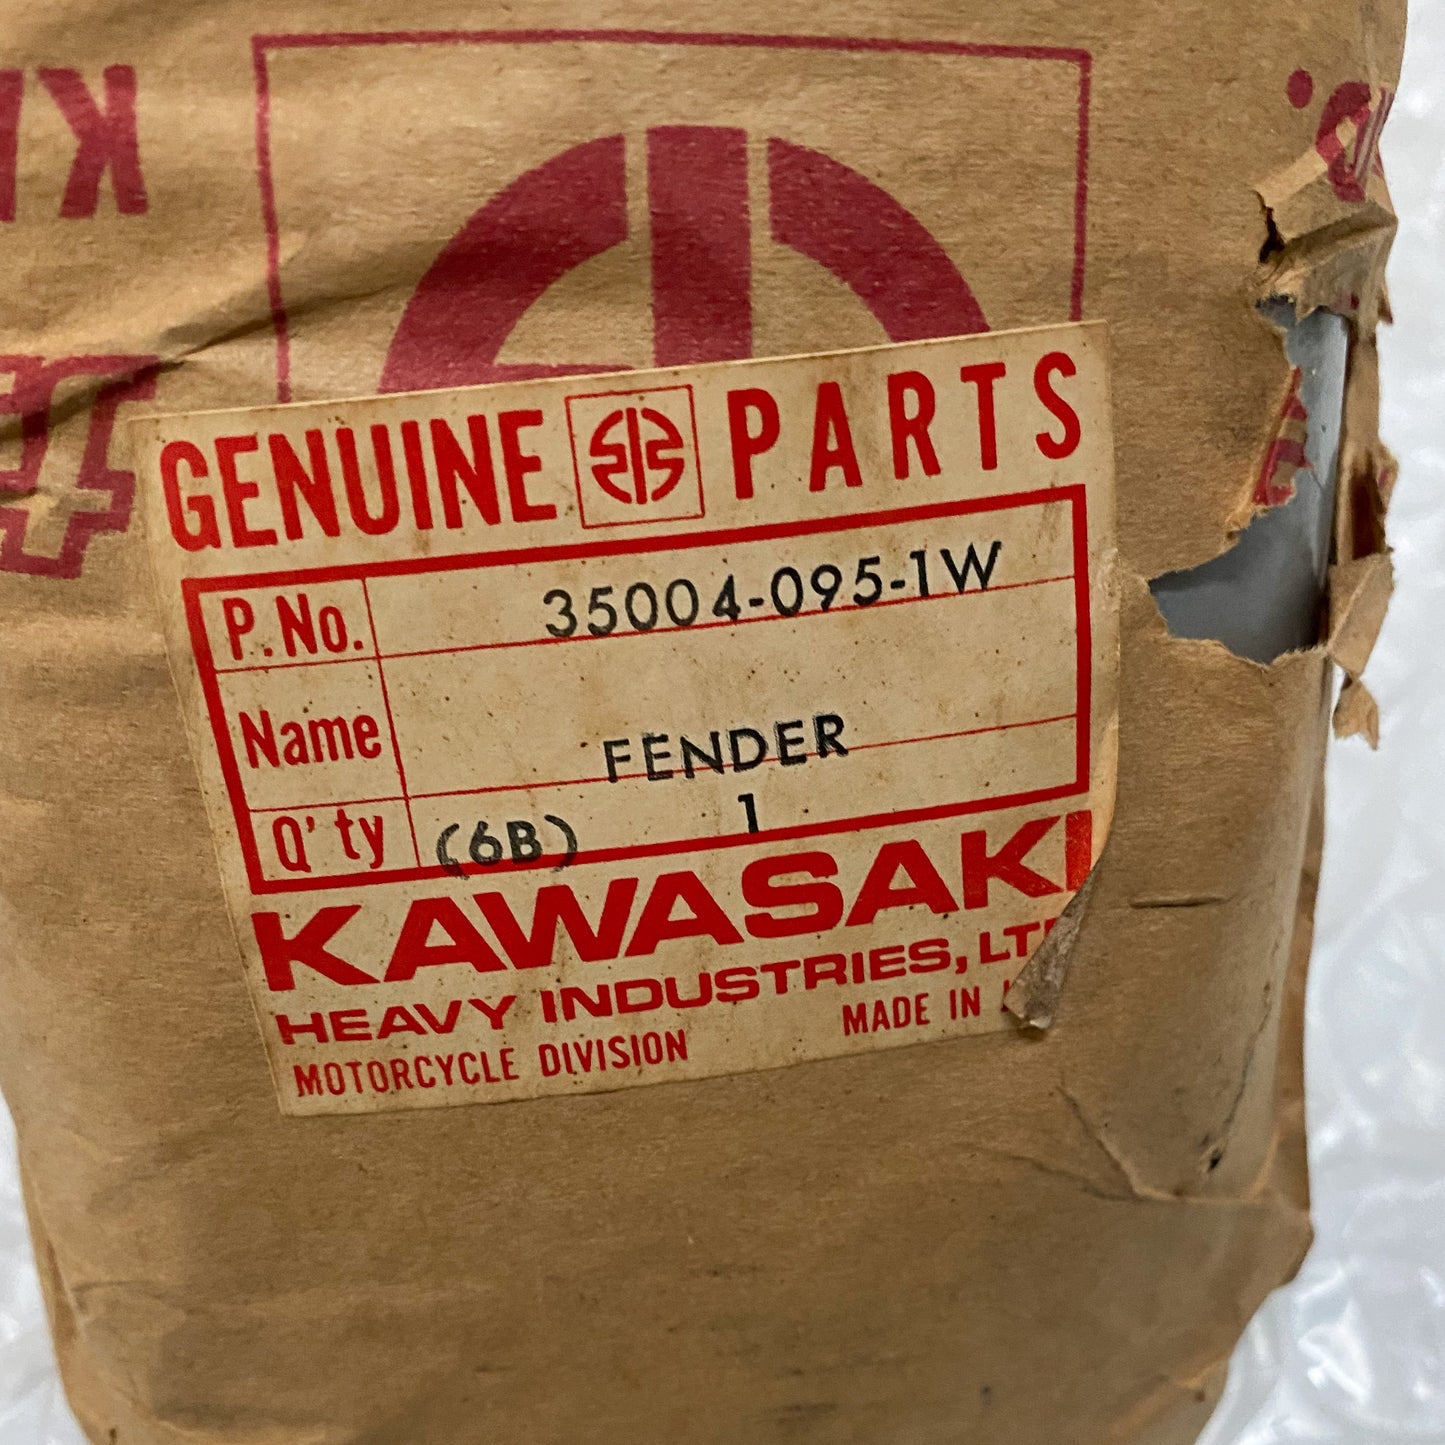 GENUINE PARTS
P.No. 35004-095-1W
Name FENDER
Q'ty (6B) 1
KAWASAKI
HEAVY INDUSTRIES,
MOTORCYCLE DIVISION MADE IN